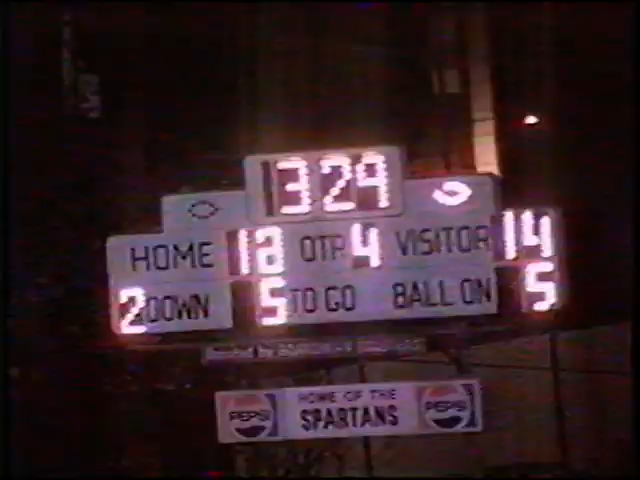 3 29
HOME 12 QTR 4 VISITOR 14
2 DOWN 5 TO GO BALL ON 5
PEPSI HOME OF THE SPARTANS PEPSI